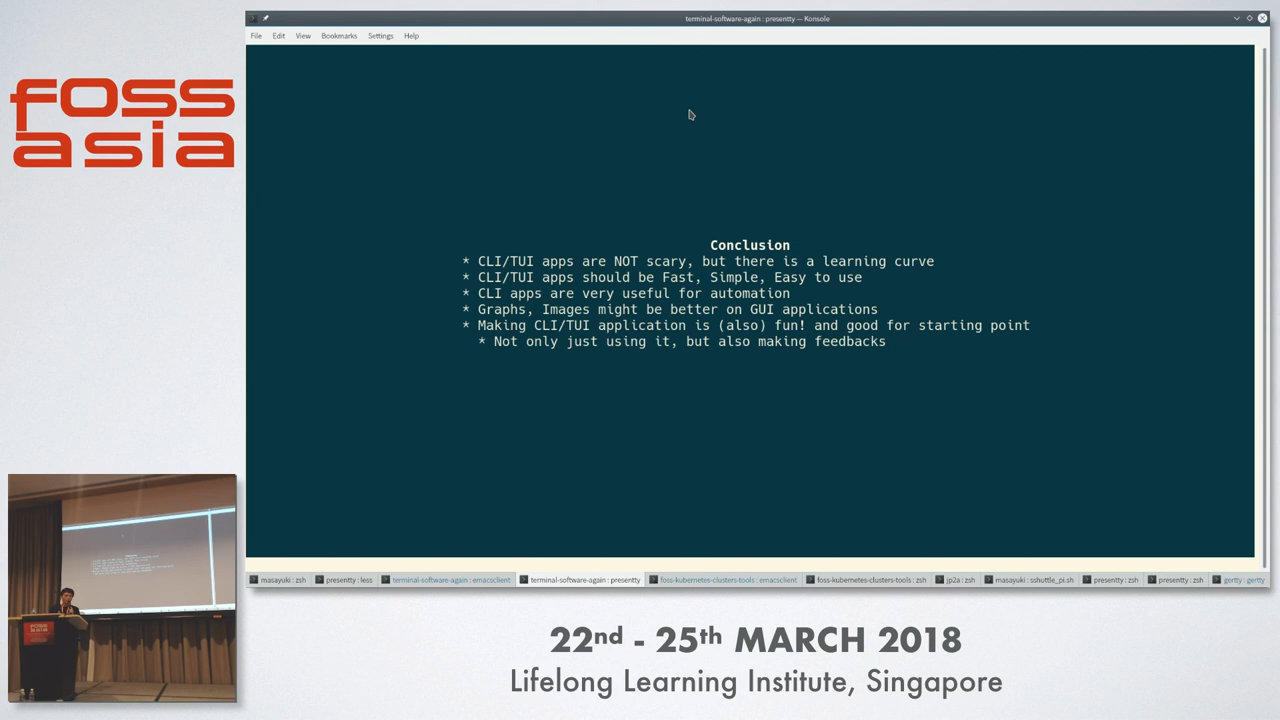 foss
asia
terminal-software-again : presentty — Konsole
File Edit View Bookmarks Settings Help
Conclusion
* CLI/TUI apps are NOT scary, but there is a learning curve
* CLI/TUI apps should be Fast, Simple, Easy to use
* CLI apps are very useful for automation
* Graphs, Images might be better on GUI applications
* Making CLI/TUI application is (also) fun! and good for starting point
* Not only just using it, but also making feedbacks
masayuki : zsh presentty : less terminal-software-again : emacsclient terminal-software-again : presentty foss-kubernetes-clusters-tools : emacsclient foss-kubernetes-clusters-tools : zsh jp2a : zsh masayuki : sshuttle_pi.sh presentty : zsh presentty : zsh gertty : gertty
FOSS
ASIA
22nd - 25th MARCH 2018
Lifelong Learning Institute, Singapore